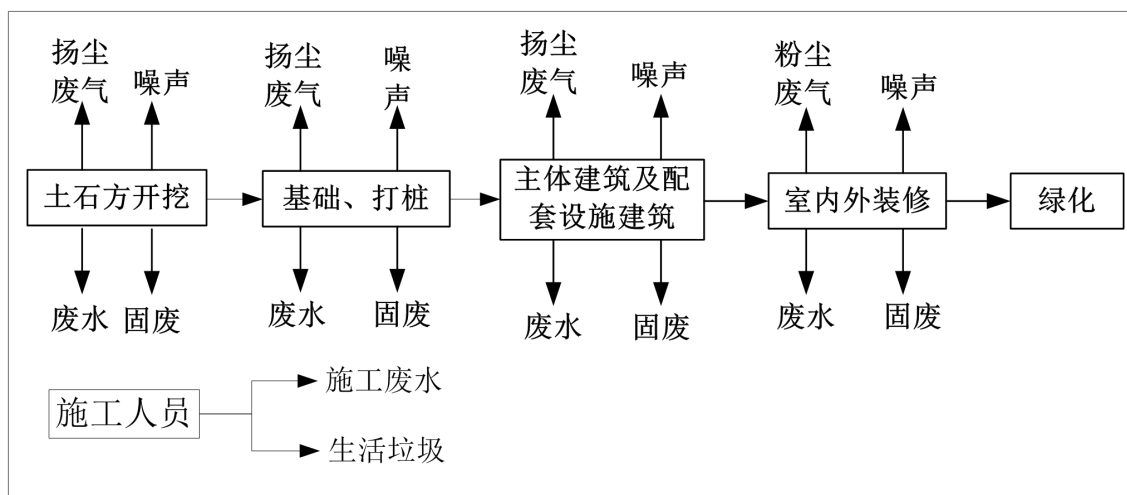 扬尘
废气
噪声
扬尘
废气
噪
声
扬尘
废气
噪声
粉尘
废气
噪声
土石方开挖
基础、打桩
主体建筑及配
套设施建筑
室内外装修
绿化
废水
固废
废水
固废
废水
固废
废水
固废
施工人员
施工废水
生活垃圾